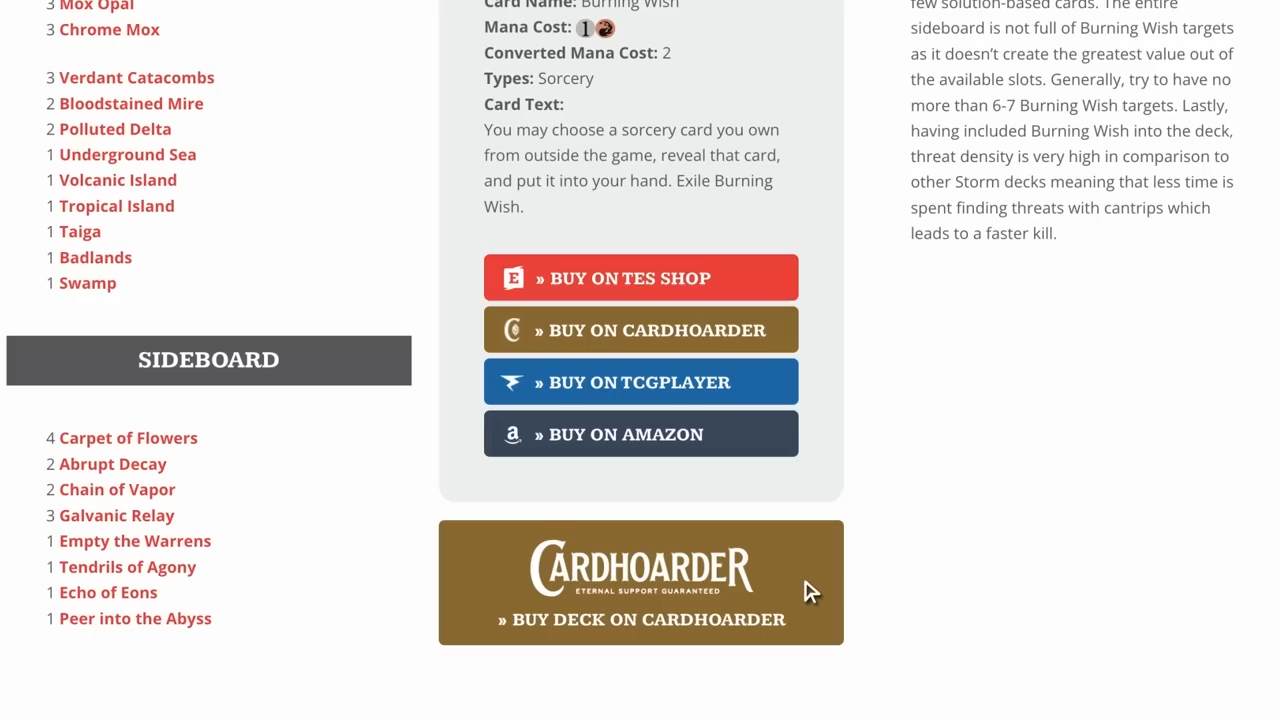 3 Mox Opal
3 Chrome Mox
3 Verdant Catacombs
2 Bloodstained Mire
2 Polluted Delta
1 Underground Sea
1 Volcanic Island
1 Tropical Island
1 Taiga
1 Badlands
1 Swamp
SIDEBOARD
4 Carpet of Flowers
2 Abrupt Decay
2 Chain of Vapor
3 Galvanic Relay
1 Empty the Warrens
1 Tendrils of Agony
1 Echo of Eons
1 Peer into the Abyss
Card Name: Burning Wish
Mana Cost: 1
Converted Mana Cost: 2
Types: Sorcery
Card Text:
You may choose a sorcery card you own
from outside the game, reveal that card,
and put it into your hand. Exile Burning
Wish.
E » BUY ON TES SHOP
C » BUY ON CARDHOARDER
» BUY ON TCGPLAYER
a » BUY ON AMAZON
CARDHOARDER
ETERNAL SUPPORT GUARANTEED
» BUY DECK ON CARDHOARDER
few solution-based cards. The entire
sideboard is not full of Burning Wish targets
as it doesn’t create the greatest value out of
the available slots. Generally, try to have no
more than 6-7 Burning Wish targets. Lastly,
having included Burning Wish into the deck,
threat density is very high in comparison to
other Storm decks meaning that less time is
spent finding threats with cantrips which
leads to a faster kill.